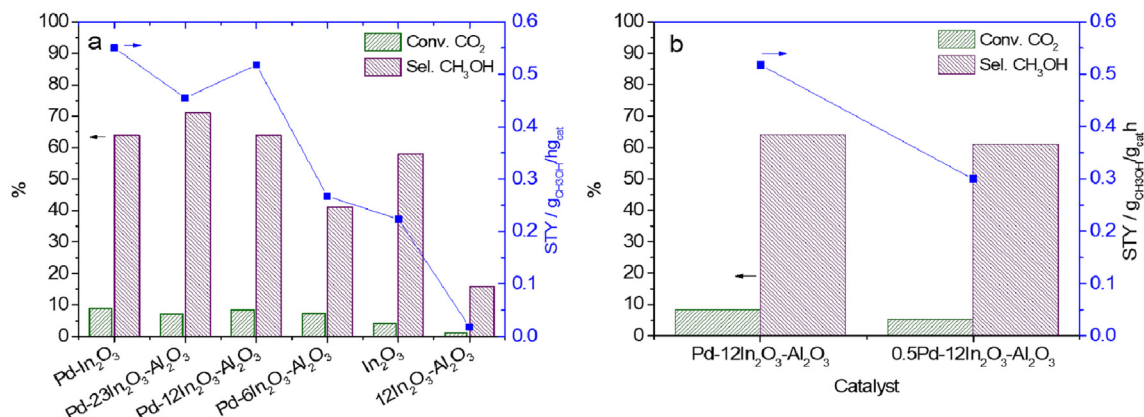 a
Conv. CO₂
Sel. CH₃OH
%
100
90
80
70
60
50
40
30
20
10
0
0.6
0.5
0.4
0.3
0.2
0.1
0.0
STY / g_CH3OH/hg_cat
Pd-In₂O₃
Pd-23In₂O₃-Al₂O₃
Pd-12In₂O₃-Al₂O₃
Pd-6In₂O₃-Al₂O₃
In₂O₃
12In₂O₃-Al₂O₃
b
Conv. CO₂
Sel. CH₃OH
%
100
90
80
70
60
50
40
30
20
10
0
0.6
0.5
0.4
0.3
0.2
0.1
0.0
STY / g_CH3OH/g_cat h
Pd-12In₂O₃-Al₂O₃
0.5Pd-12In₂O₃-Al₂O₃
Catalyst